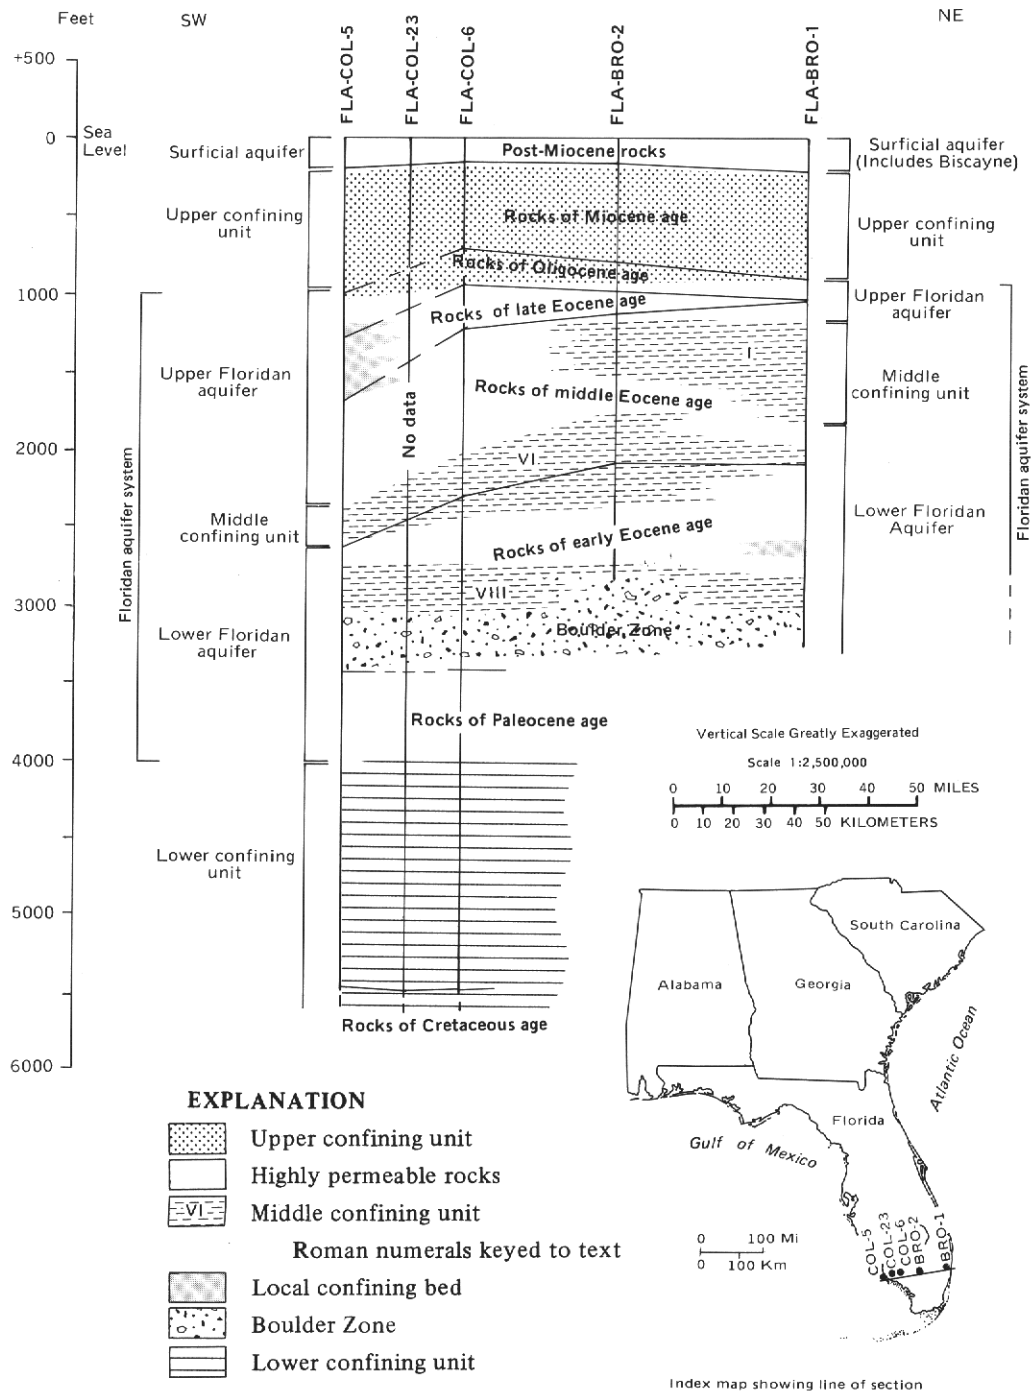 Feet
SW
NE
FLA-COL-5
FLA-COL-23
FLA-COL-6
FLA-BRO-2
FLA-BRO-1
+500
0
Sea
Level
1000
2000
3000
4000
5000
6000
Surficial aquifer
Upper confining
unit
Upper Floridan
aquifer
Middle
confining unit
Lower Floridan
aquifer
Lower confining
unit
Floridan aquifer system
Post-Miocene rocks
Rocks of Miocene age
Rocks of Oligocene age
Rocks of late Eocene age
I
Rocks of middle Eocene age
No data
VI
Rocks of early Eocene age
VIII
Boulder Zone
Rocks of Paleocene age
Rocks of Cretaceous age
Surficial aquifer
(Includes Biscayne)
Upper confining
unit
Upper Floridan
aquifer
Middle
confining unit
Lower Floridan
Aquifer
Floridan aquifer system
Vertical Scale Greatly Exaggerated
Scale 1:2,500,000
0 10 20 30 40 50 MILES
0 10 20 30 40 50 KILOMETERS
EXPLANATION
Upper confining unit
Highly permeable rocks
VI Middle confining unit
Roman numerals keyed to text
Local confining bed
Boulder Zone
Lower confining unit
South Carolina
Alabama
Georgia
Atlantic Ocean
Florida
Gulf of Mexico
COL-5
COL-23
COL-6
BRO-2
BRO-1
0 100 Mi
0 100 Km
Index map showing line of section